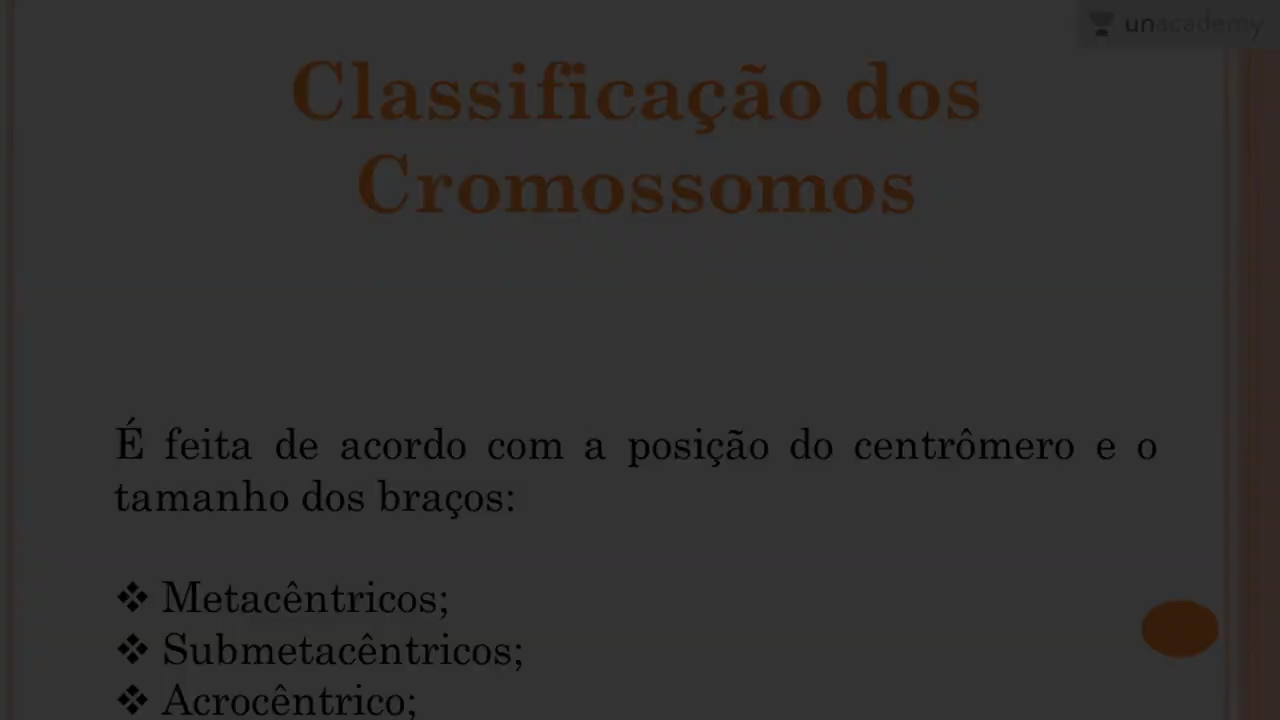 unacademy
Classificação dos
Cromossomos
É feita de acordo com a posição do centrômero e o
tamanho dos braços:
❖ Metacêntricos;
❖ Submetacêntricos;
❖ Acrocêntrico;